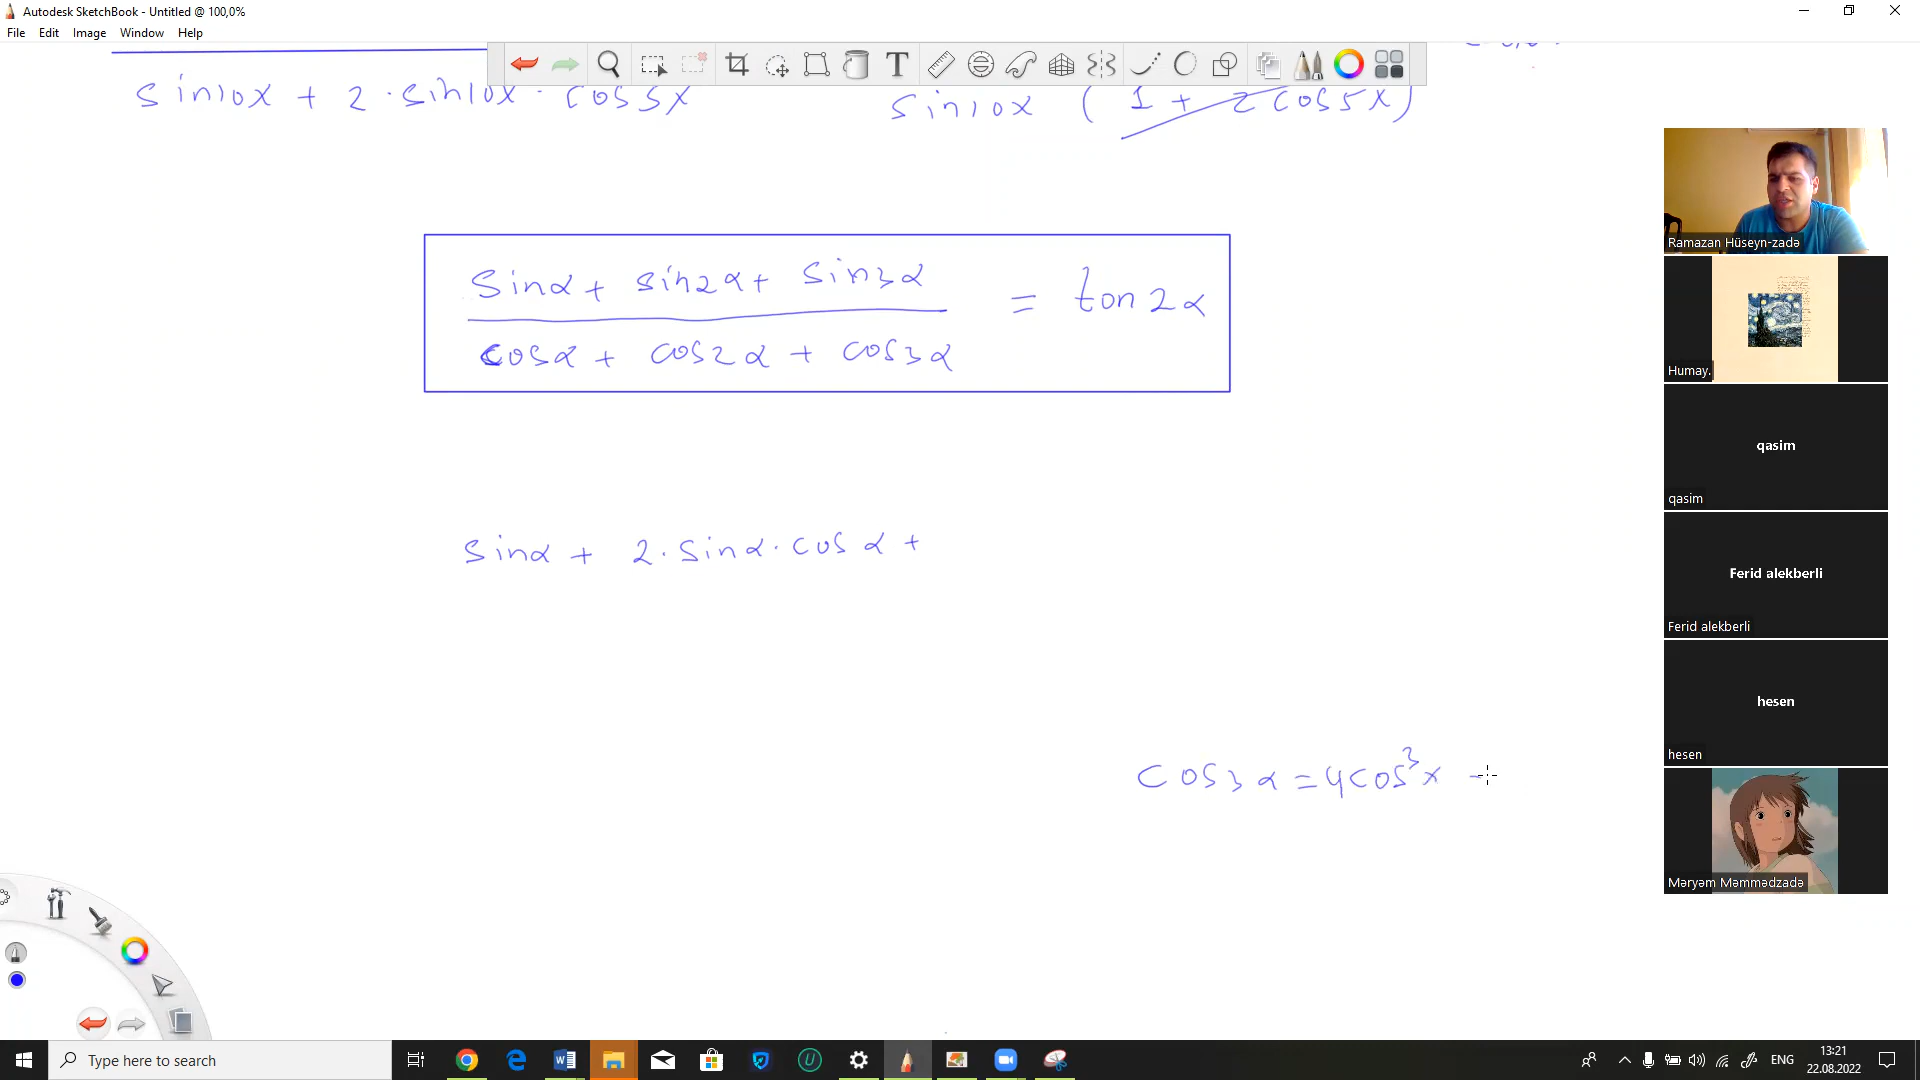 Autodesk SketchBook - Untitled @ 100,0%
File Edit Image Window Help
T
sin10x + 2 · sin10x · cos5x
sin10x ( 1 + 2cos5x)
Ramazan Hüseyn-zadə
sinα + sin2α + sin3α
cosα + cos2α + cos3α
= tan2α
Humay.
qasim
qasim
sinα + 2·sinα·cosα +
Ferid alekberli
Ferid alekberli
hesen
hesen
cos3α = 4cos³x -
Məryəm Məmmədzadə
Type here to search
ENG
13:21
22.08.2022